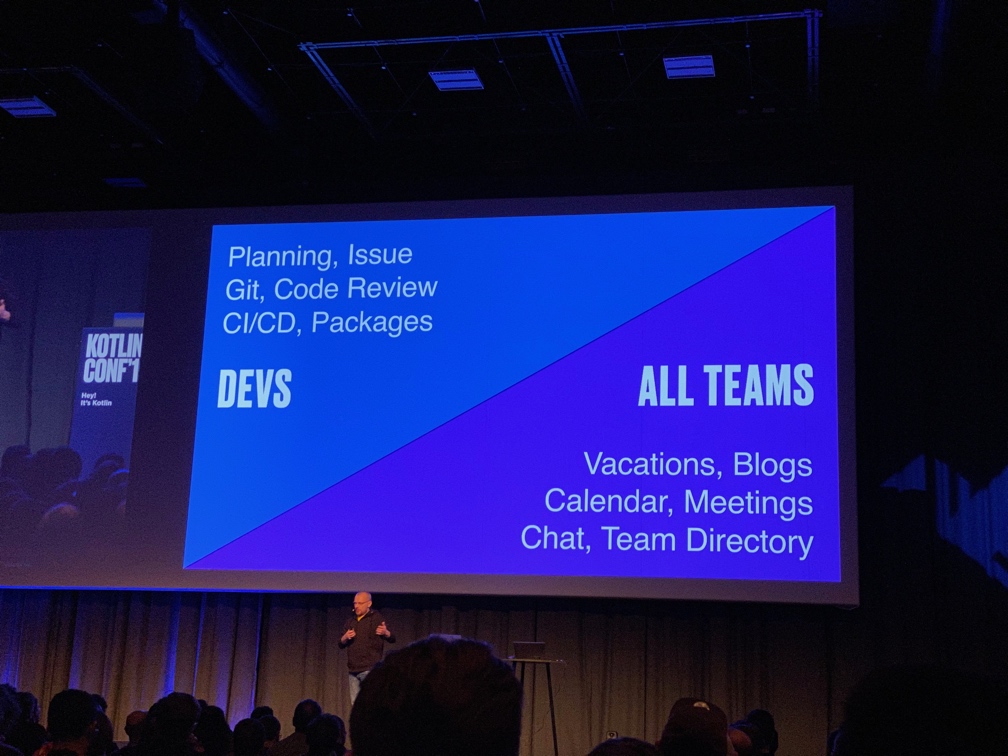 Planning, Issue
Git, Code Review
CI/CD, Packages
DEVS
ALL TEAMS
Vacations, Blogs
Calendar, Meetings
Chat, Team Directory
KOTLIN
CONF'1
Hey!
It's Kotlin